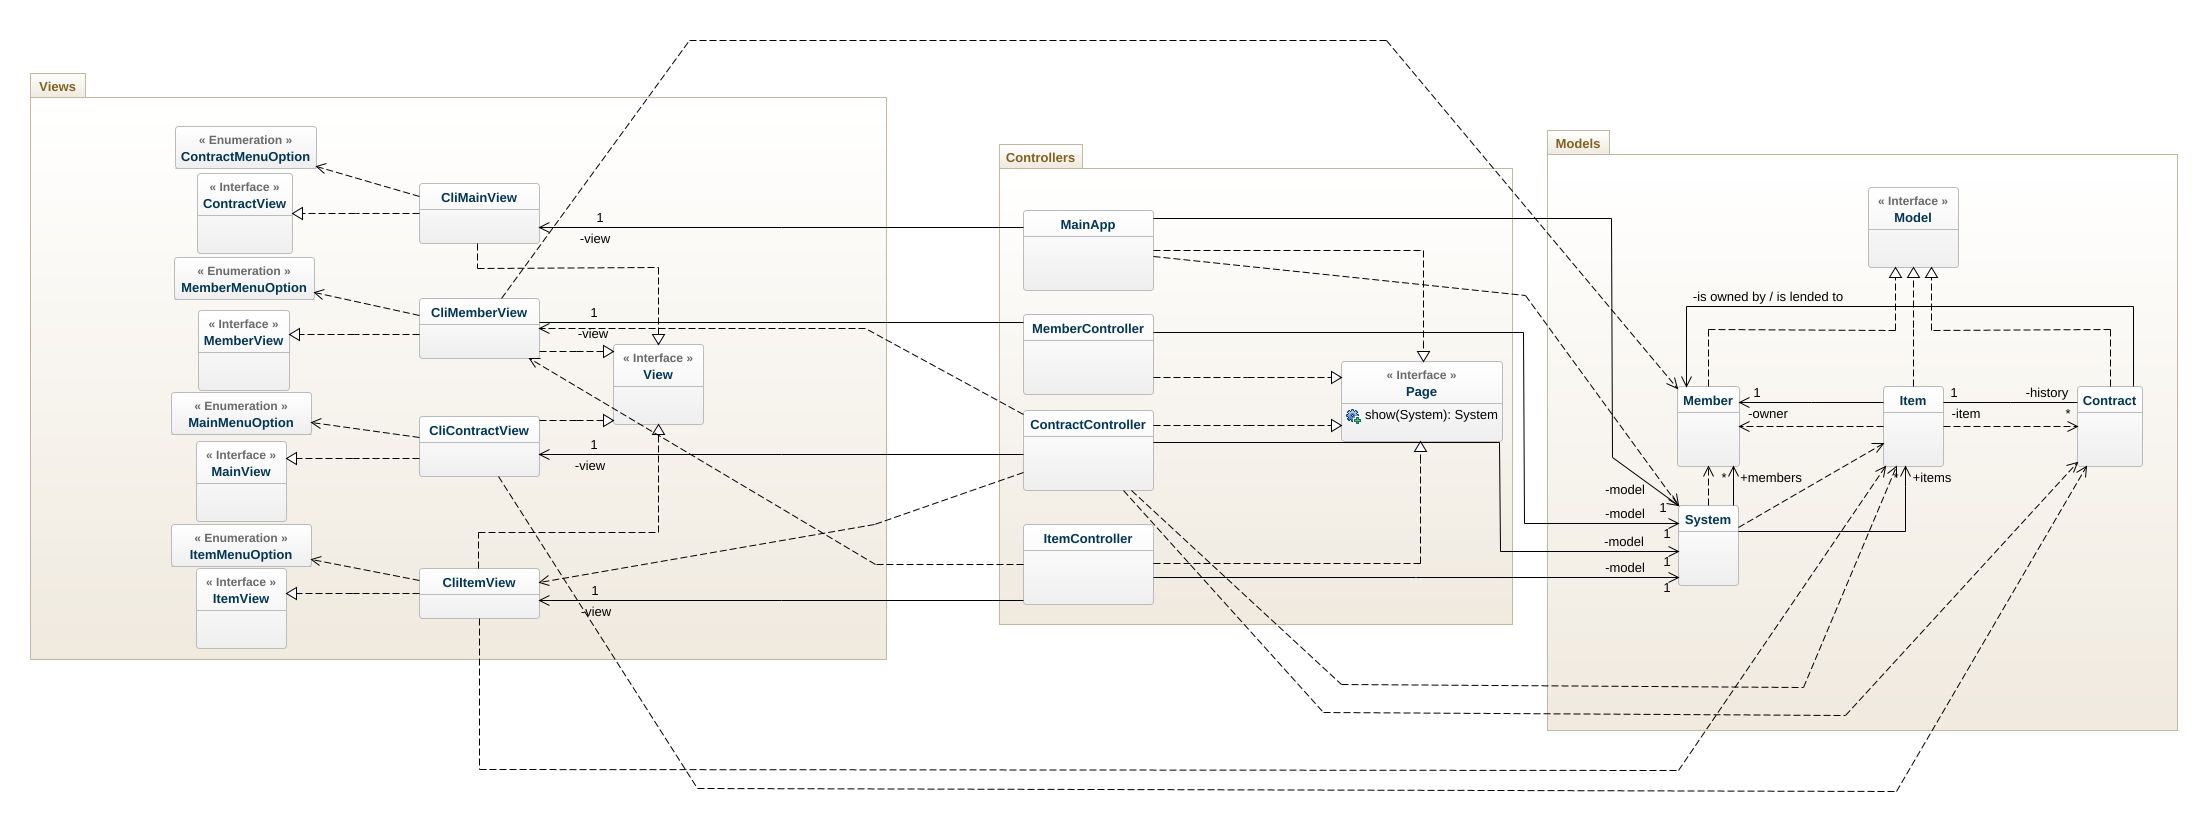 Views
« Enumeration »
ContractMenuOption
« Interface »
ContractView
« Enumeration »
MemberMenuOption
« Interface »
MemberView
« Enumeration »
MainMenuOption
« Interface »
MainView
« Enumeration »
ItemMenuOption
« Interface »
ItemView
CliMainView
CliMemberView
CliContractView
CliItemView
1
-view
1
-view
« Interface »
View
1
-view
1
-view
Controllers
MainApp
MemberController
ContractController
ItemController
« Interface »
Page
show(System): System
Models
« Interface »
Model
-is owned by / is lended to
Member
1
-owner
Item
1
-item
-history
*
Contract
*
+members
*
+items
System
-model
1
-model
1
-model
1
-model
1